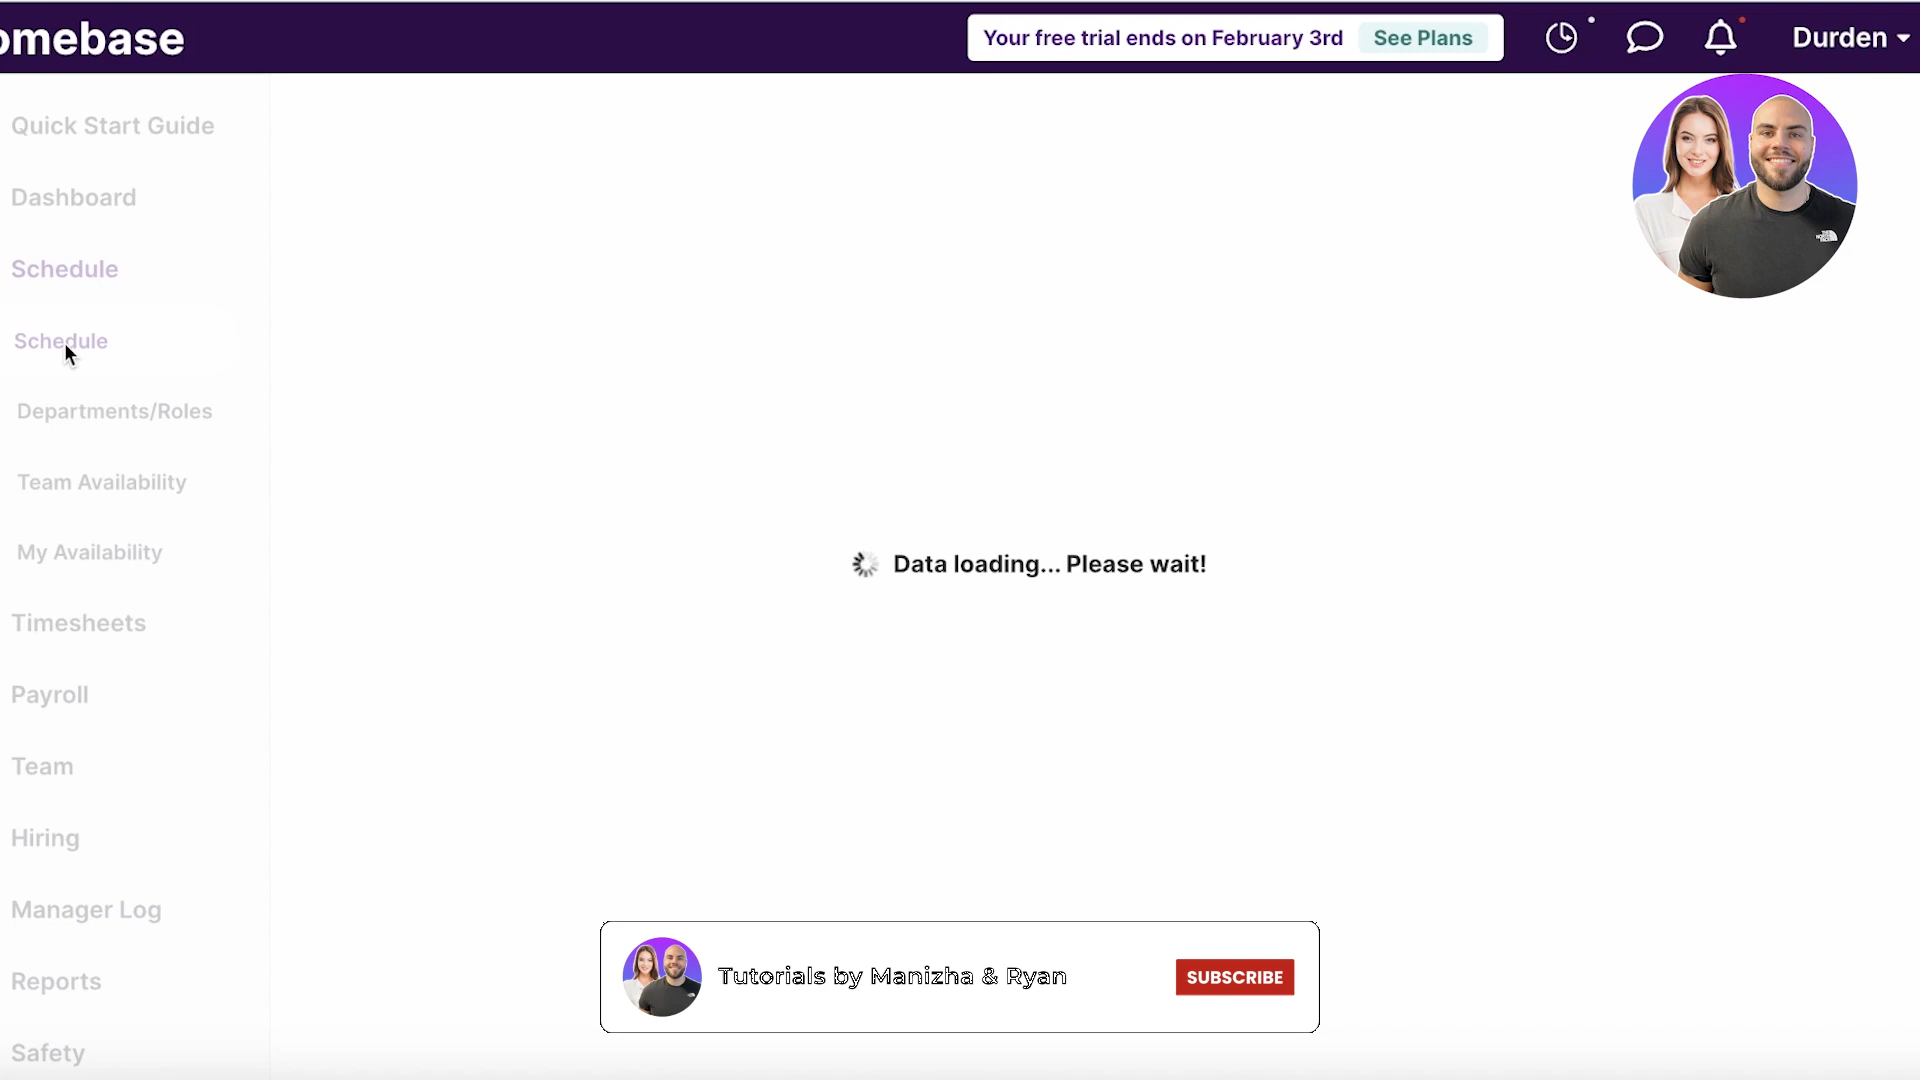 omebase
Your free trial ends on February 3rd
See Plans
Durden
Quick Start Guide
Dashboard
Schedule
Schedule
Departments/Roles
Team Availability
My Availability
Timesheets
Payroll
Team
Hiring
Manager Log
Reports
Safety
Data loading... Please wait!
Tutorials by Manizha & Ryan
SUBSCRIBE